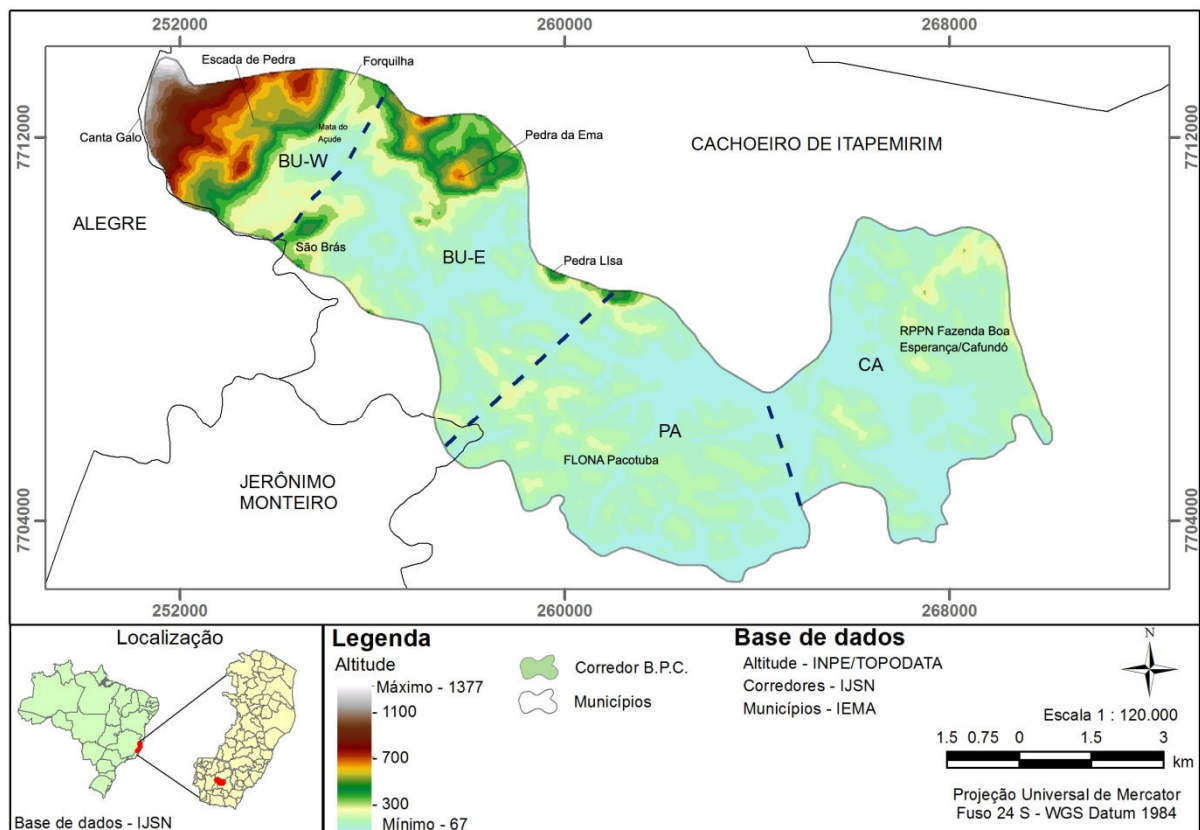 252000
260000
268000
Escada de Pedra
Forquilha
7712000
7712000
Canta Galo
Mata do
Açude
Pedra da Ema
CACHOEIRO DE ITAPEMIRIM
BU-W
ALEGRE
São Brás
BU-E
Pedra LIsa
RPPN Fazenda Boa
Esperança/Cafundó
CA
PA
FLONA Pacotuba
JERÔNIMO
MONTEIRO
7704000
7704000
252000
260000
268000
Localização
Base de dados - IJSN
Legenda
Altitude
Máximo - 1377
1100
700
300
Mínimo - 67
Corredor B.P.C.
Municípios
Base de dados
Altitude - INPE/TOPODATA
Corredores - IJSN
Municípios - IEMA
N
Escala 1 : 120.000
1.5 0.75 0 1.5 3
km
Projeção Universal de Mercator
Fuso 24 S - WGS Datum 1984